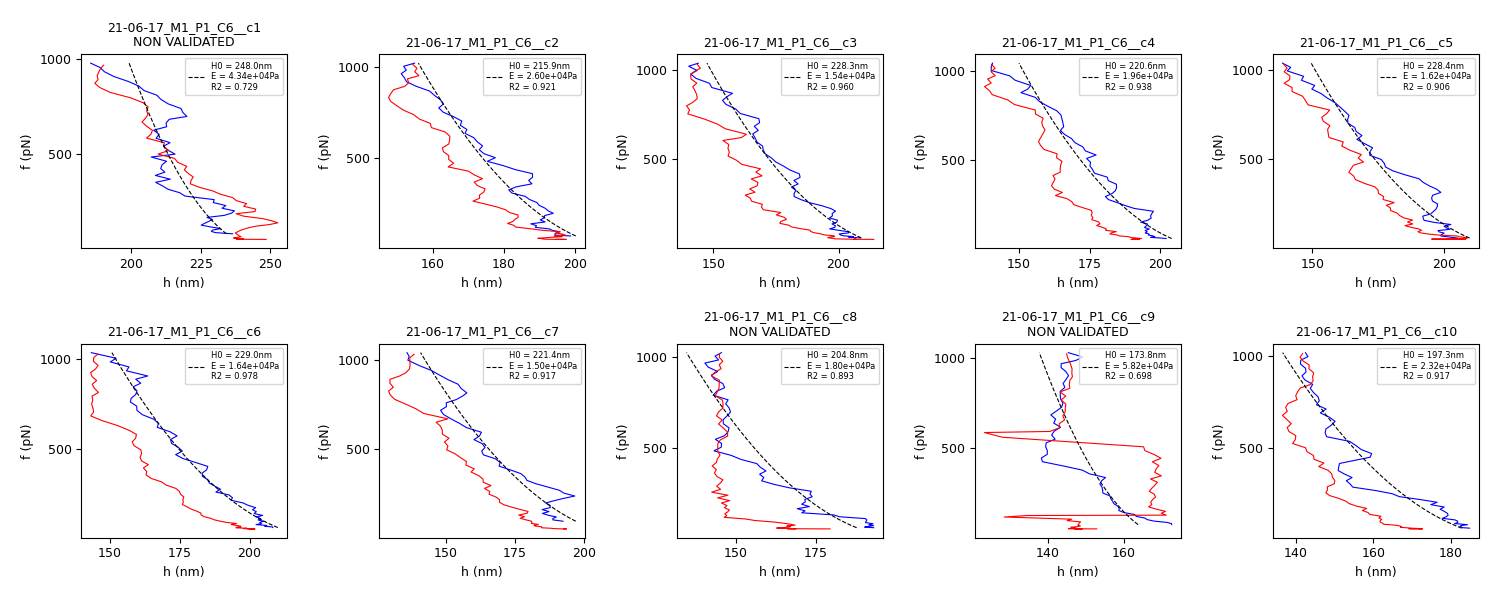 21-06-17_M1_P1_C6__c1
NON VALIDATED
H0 = 248.0nm
E = 4.34e+04Pa
R2 = 0.729
1000
500
f (pN)
200
225
250
h (nm)
21-06-17_M1_P1_C6__c2
H0 = 215.9nm
E = 2.60e+04Pa
R2 = 0.921
1000
500
f (pN)
160
180
200
h (nm)
21-06-17_M1_P1_C6__c3
H0 = 228.3nm
E = 1.54e+04Pa
R2 = 0.960
1000
500
f (pN)
150
200
h (nm)
21-06-17_M1_P1_C6__c4
H0 = 220.6nm
E = 1.96e+04Pa
R2 = 0.938
1000
500
f (pN)
150
175
200
h (nm)
21-06-17_M1_P1_C6__c5
H0 = 228.4nm
E = 1.62e+04Pa
R2 = 0.906
1000
500
f (pN)
150
200
h (nm)
21-06-17_M1_P1_C6__c6
H0 = 229.0nm
E = 1.64e+04Pa
R2 = 0.978
1000
500
f (pN)
150
175
200
h (nm)
21-06-17_M1_P1_C6__c7
H0 = 221.4nm
E = 1.50e+04Pa
R2 = 0.917
1000
500
f (pN)
150
175
200
h (nm)
21-06-17_M1_P1_C6__c8
NON VALIDATED
H0 = 204.8nm
E = 1.80e+04Pa
R2 = 0.893
1000
500
f (pN)
150
175
h (nm)
21-06-17_M1_P1_C6__c9
NON VALIDATED
H0 = 173.8nm
E = 5.82e+04Pa
R2 = 0.698
1000
500
f (pN)
140
160
h (nm)
21-06-17_M1_P1_C6__c10
H0 = 197.3nm
E = 2.32e+04Pa
R2 = 0.917
1000
500
f (pN)
140
160
180
h (nm)